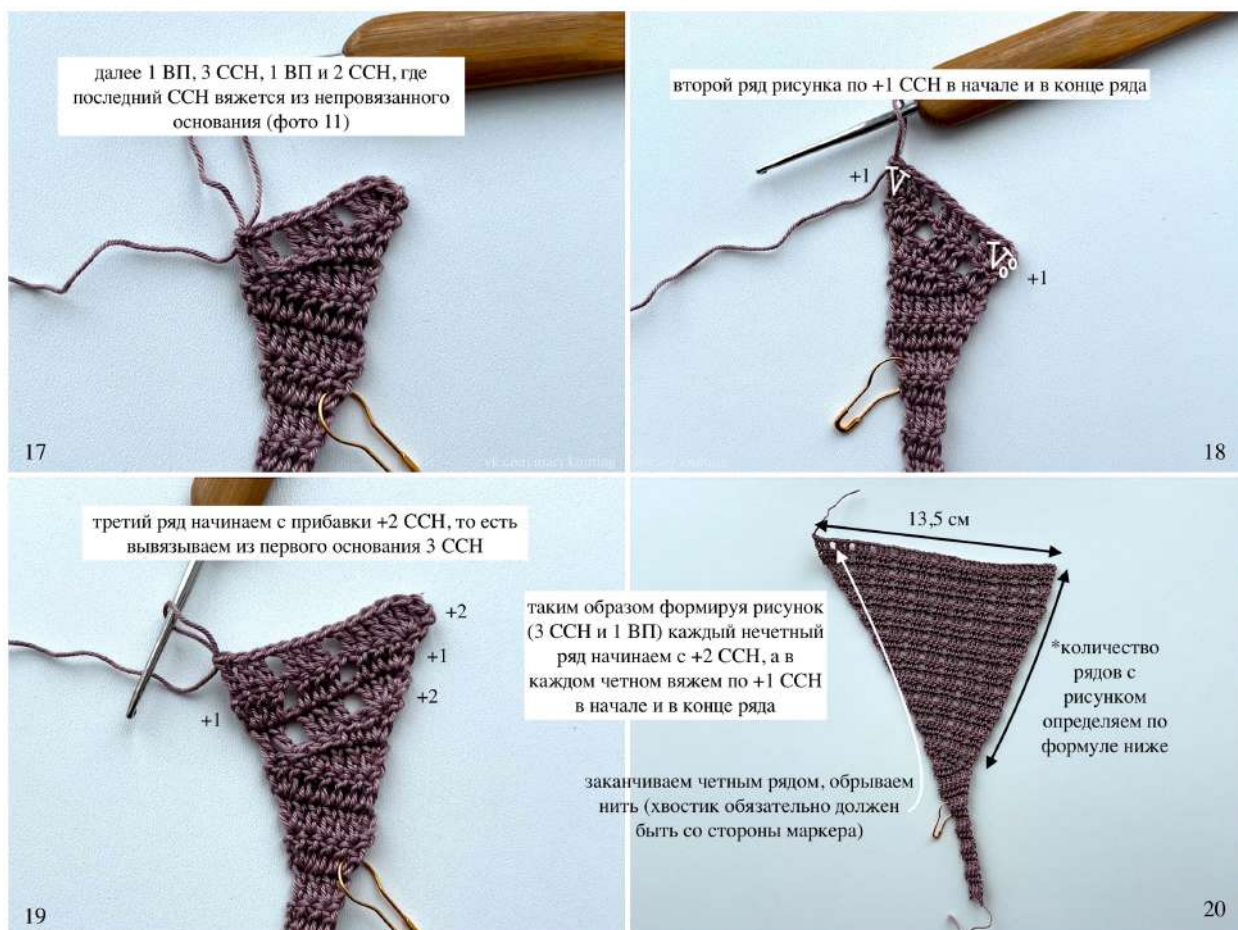 далее 1 ВП, 3 ССН, 1 ВП и 2 ССН, где
последний ССН вяжется из непровязанного
основания (фото 11)
17
второй ряд рисунка по +1 ССН в начале и в конце ряда
+1
+1
18
третий ряд начинаем с прибавки +2 ССН, то есть
вывязываем из первого основания 3 ССН
+2
+1
+2
+1
19
13,5 см
таким образом формируя рисунок
(3 ССН и 1 ВП) каждый нечетный
ряд начинаем с +2 ССН, а в
каждом четном вяжем по +1 ССН
в начале и в конце ряда
*количество
рядов с
рисунком
определяем по
формуле ниже
заканчиваем четным рядом, обрываем
нить (хвостик обязательно должен
быть со стороны маркера)
20